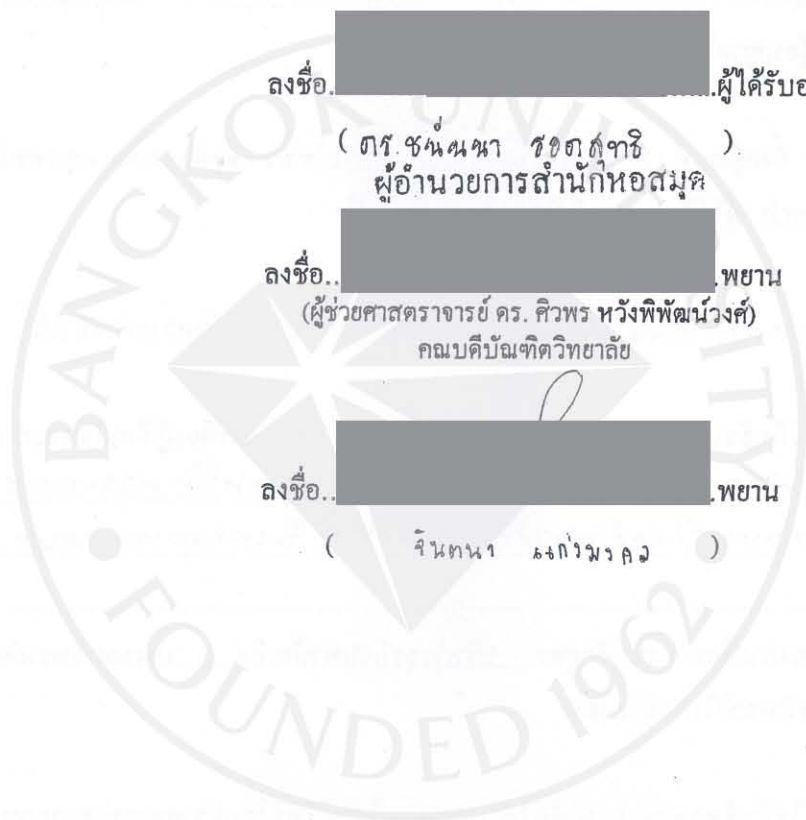 ลงชื่อ. .ผู้ได้รับอ
( ดร.ชนัณนา รอดสุทธิ )
ผู้อำนวยการสำนักหอสมุด
ลงชื่อ.. .พยาน
(ผู้ช่วยศาสตราจารย์ ดร. ศิวพร หวังพิพัฒน์วงศ์)
คณบดีบัณฑิตวิทยาลัย
ลงชื่อ.. .พยาน
( จินตนา แก้วมงคล )
BANGKOK UNIVERSITY
FOUNDED 1962